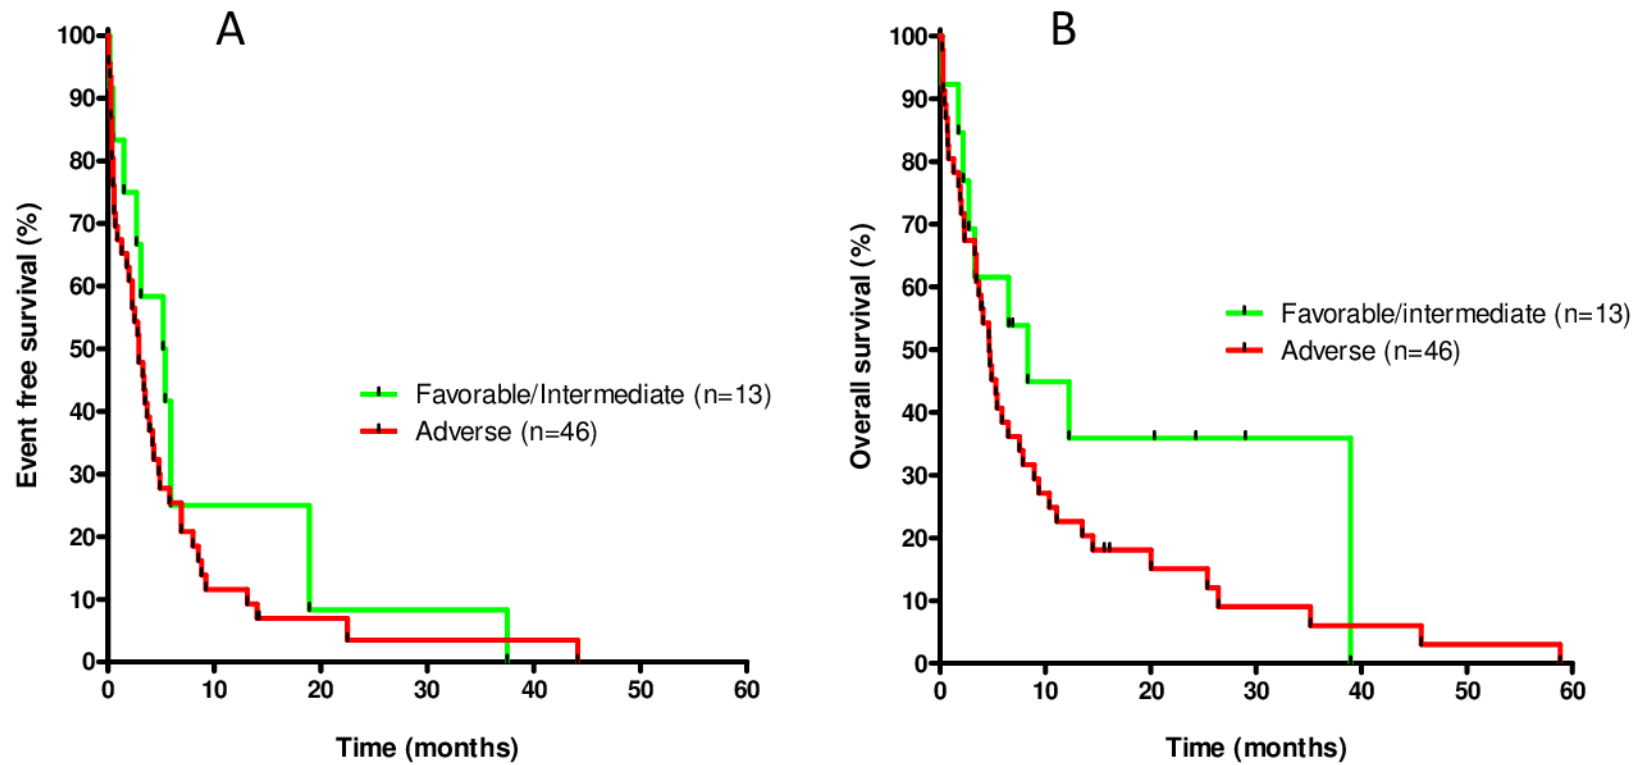 A
Event free survival (%)
100
90
80
70
60
50
40
30
20
10
0
0 10 20 30 40 50 60
Time (months)
Favorable/Intermediate (n=13)
Adverse (n=46)
B
Overall survival (%)
100
90
80
70
60
50
40
30
20
10
0
0 10 20 30 40 50 60
Time (months)
Favorable/intermediate (n=13)
Adverse (n=46)